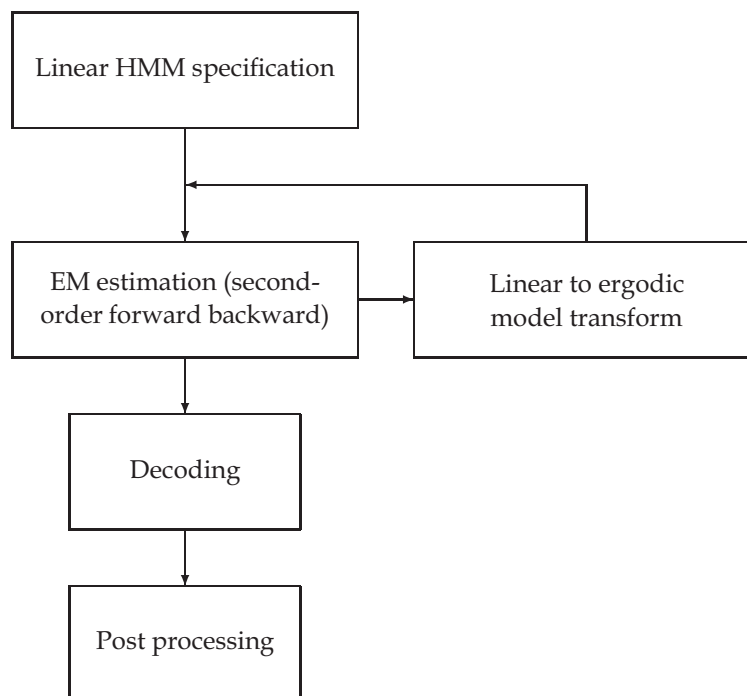 Linear HMM specification
EM estimation (second-
order forward backward)
Linear to ergodic
model transform
Decoding
Post processing